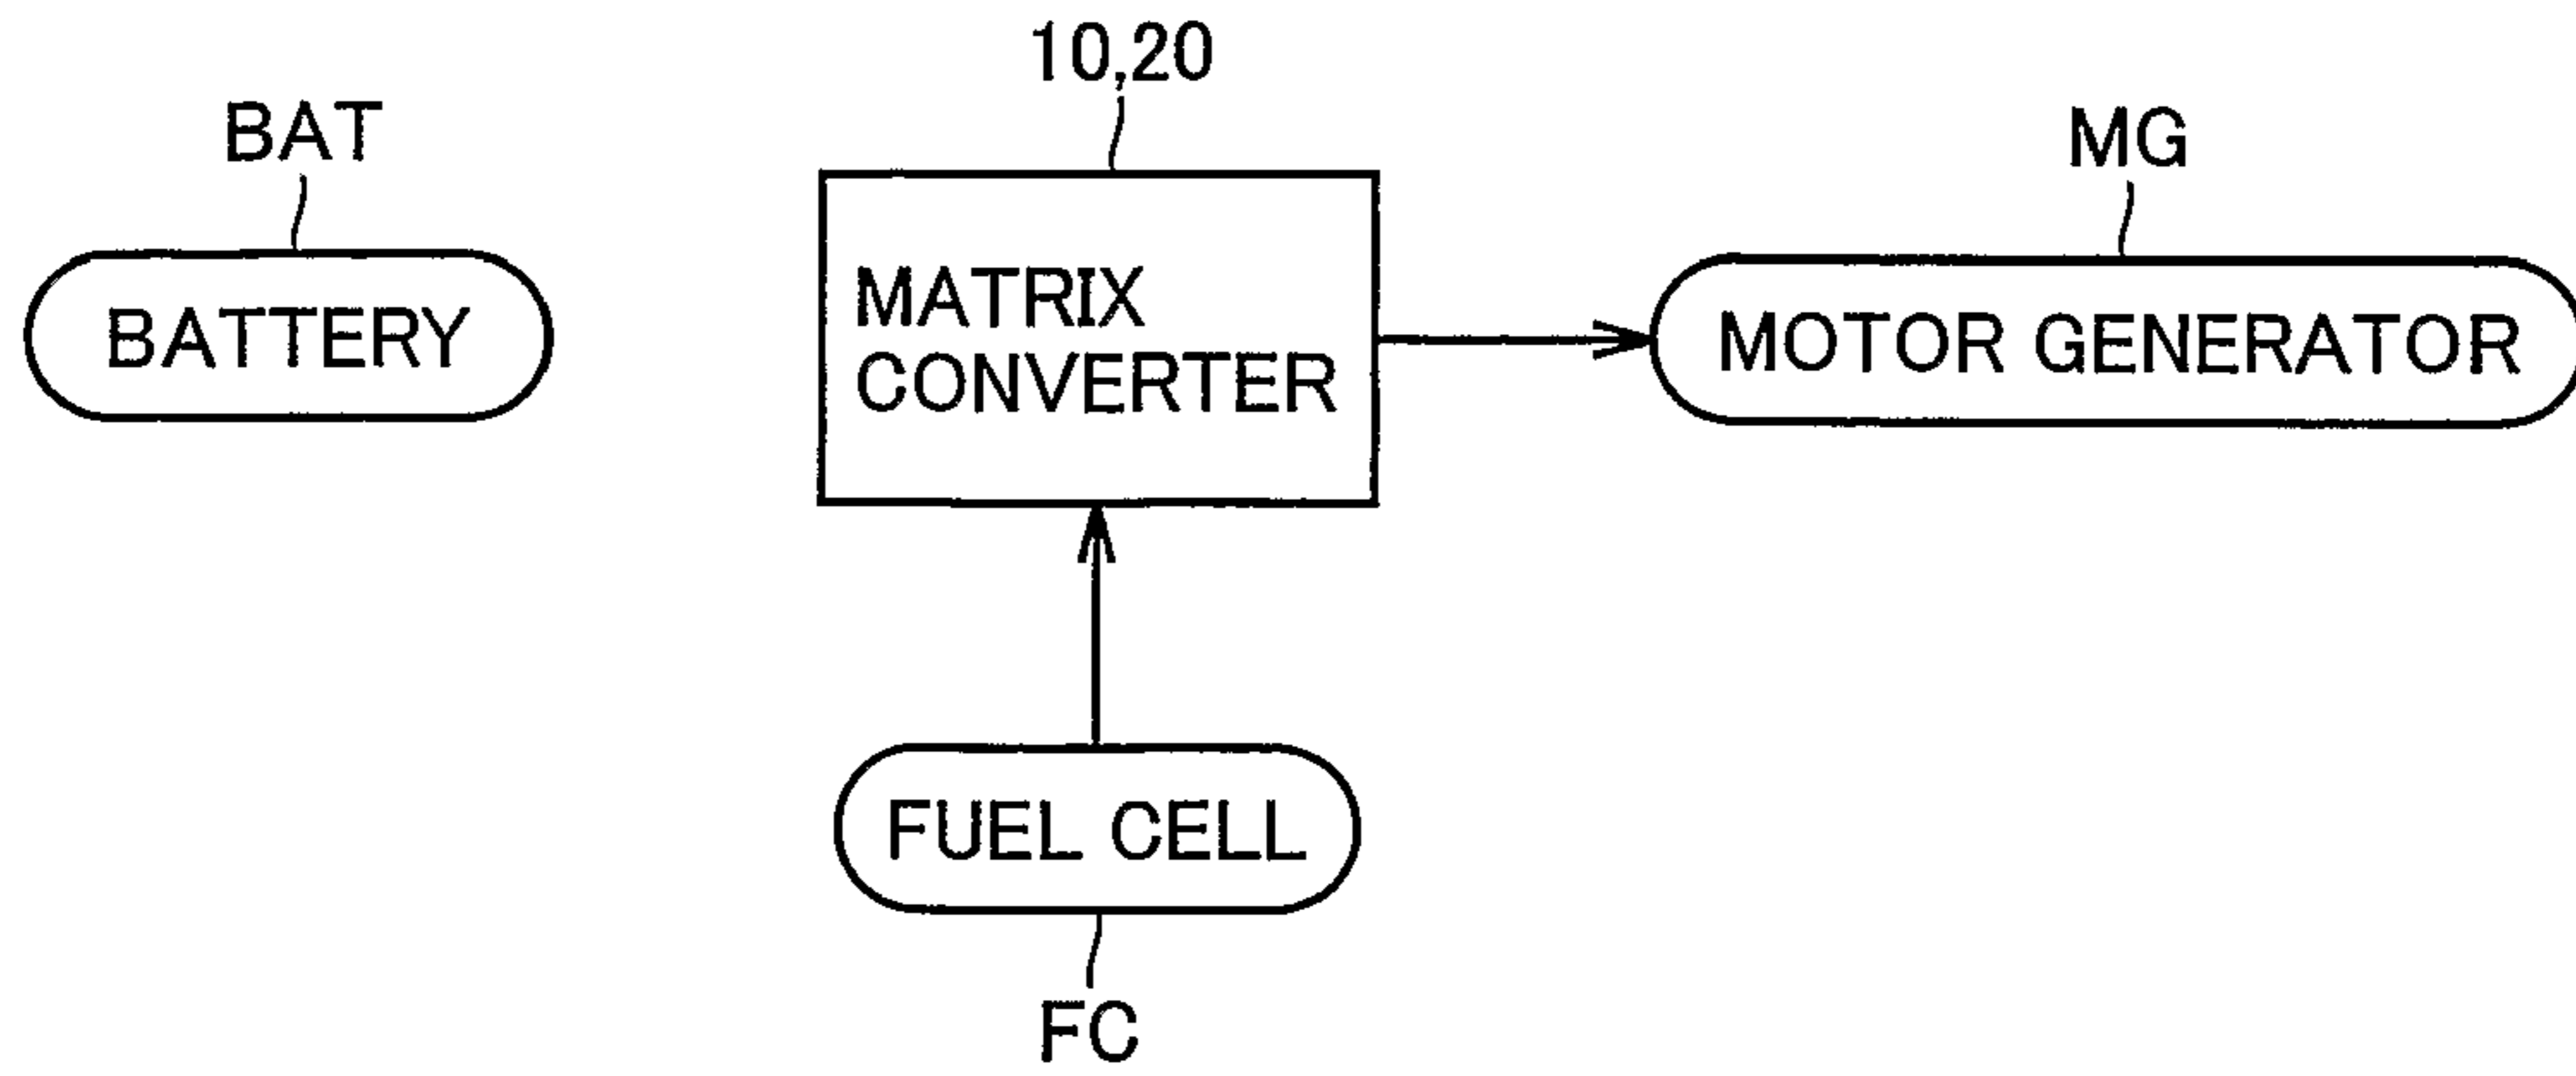 10,20
BAT
MG
BATTERY
MATRIX
CONVERTER
MOTOR GENERATOR
FUEL CELL
FC